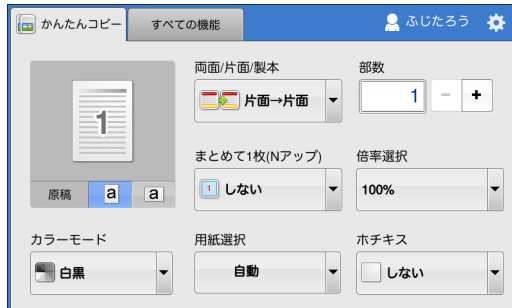 かんたんコピー
すべての機能
ふじたろう
両面/片面/製本
部数
片面→片面
1
−
+
1
まとめて1枚(Nアップ)
倍率選択
1
しない
100%
原稿
a
a
カラーモード
用紙選択
ホチキス
白黒
自動
しない